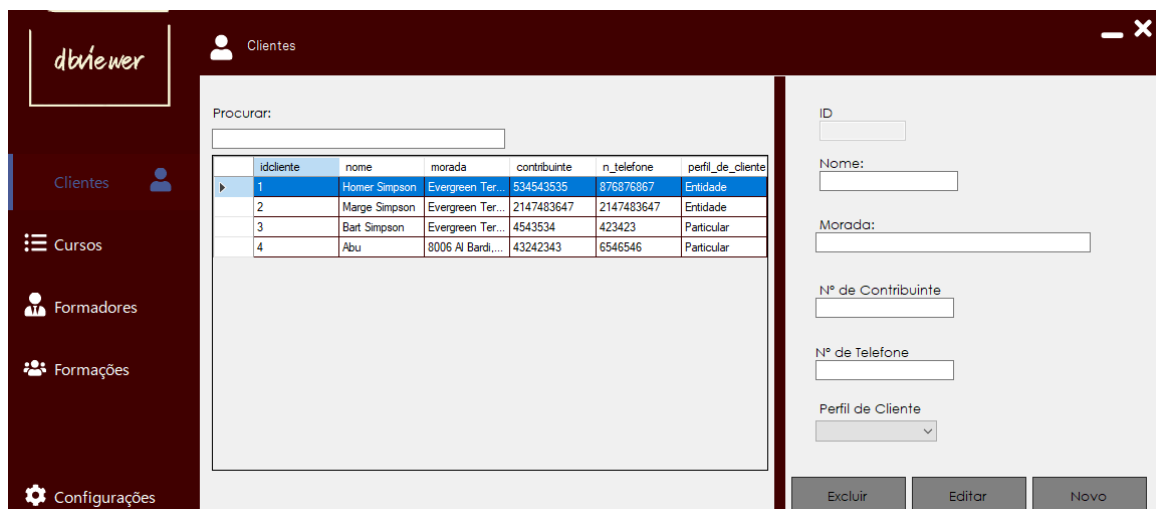 dbviewer
Clientes
Clientes
Cursos
Formadores
Formações
Configurações
Procurar:
idcliente nome morada contribuinte n_telefone perfil_de_cliente
1 Homer Simpson Evergreen Ter... 534543535 876876867 Entidade
2 Marge Simpson Evergreen Ter... 2147483647 2147483647 Entidade
3 Bart Simpson Evergreen Ter... 4543534 423423 Particular
4 Abu 8006 Al Bardi,... 43242343 6546546 Particular
ID
Nome:
Morada:
Nº de Contribuinte
Nº de Telefone
Perfil de Cliente
Excluir Editar Novo